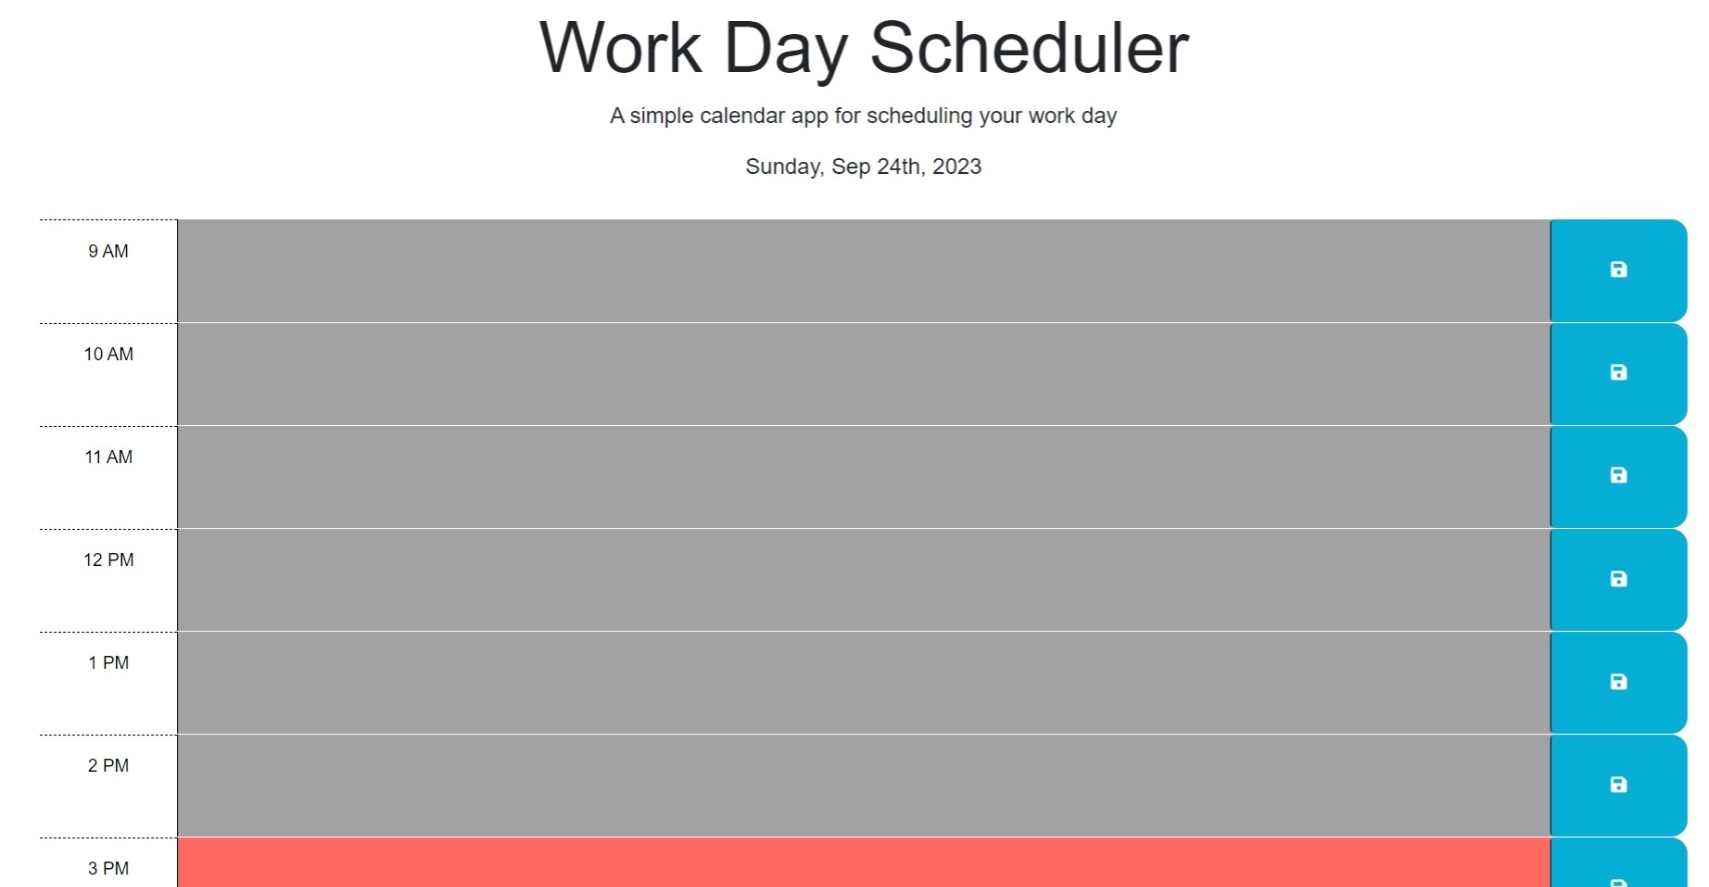 Work Day Scheduler
A simple calendar app for scheduling your work day
Sunday, Sep 24th, 2023
9 AM
10 AM
11 AM
12 PM
1 PM
2 PM
3 PM